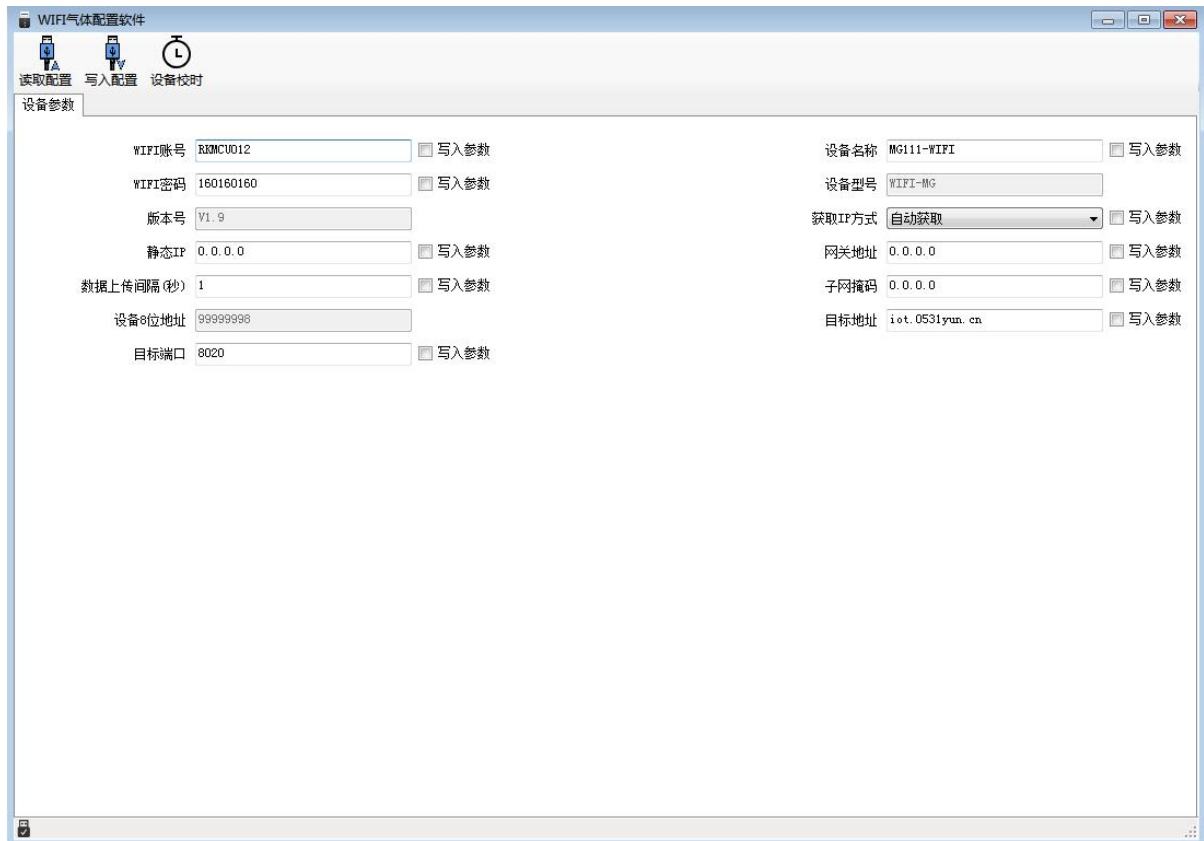 WIFI气体配置软件
读取配置 写入配置 设备校时
设备参数
WIFI账号 RKMCU012 写入参数 设备名称 MG111-WIFI 写入参数
WIFI密码 160160160 写入参数 设备型号 WIFI-MG
版本号 V1.9 获取IP方式 自动获取 写入参数
静态IP 0.0.0.0 写入参数 网关地址 0.0.0.0 写入参数
数据上传间隔(秒) 1 写入参数 子网掩码 0.0.0.0 写入参数
设备8位地址 99999998 目标地址 iot.0531yun.cn 写入参数
目标端口 8020 写入参数